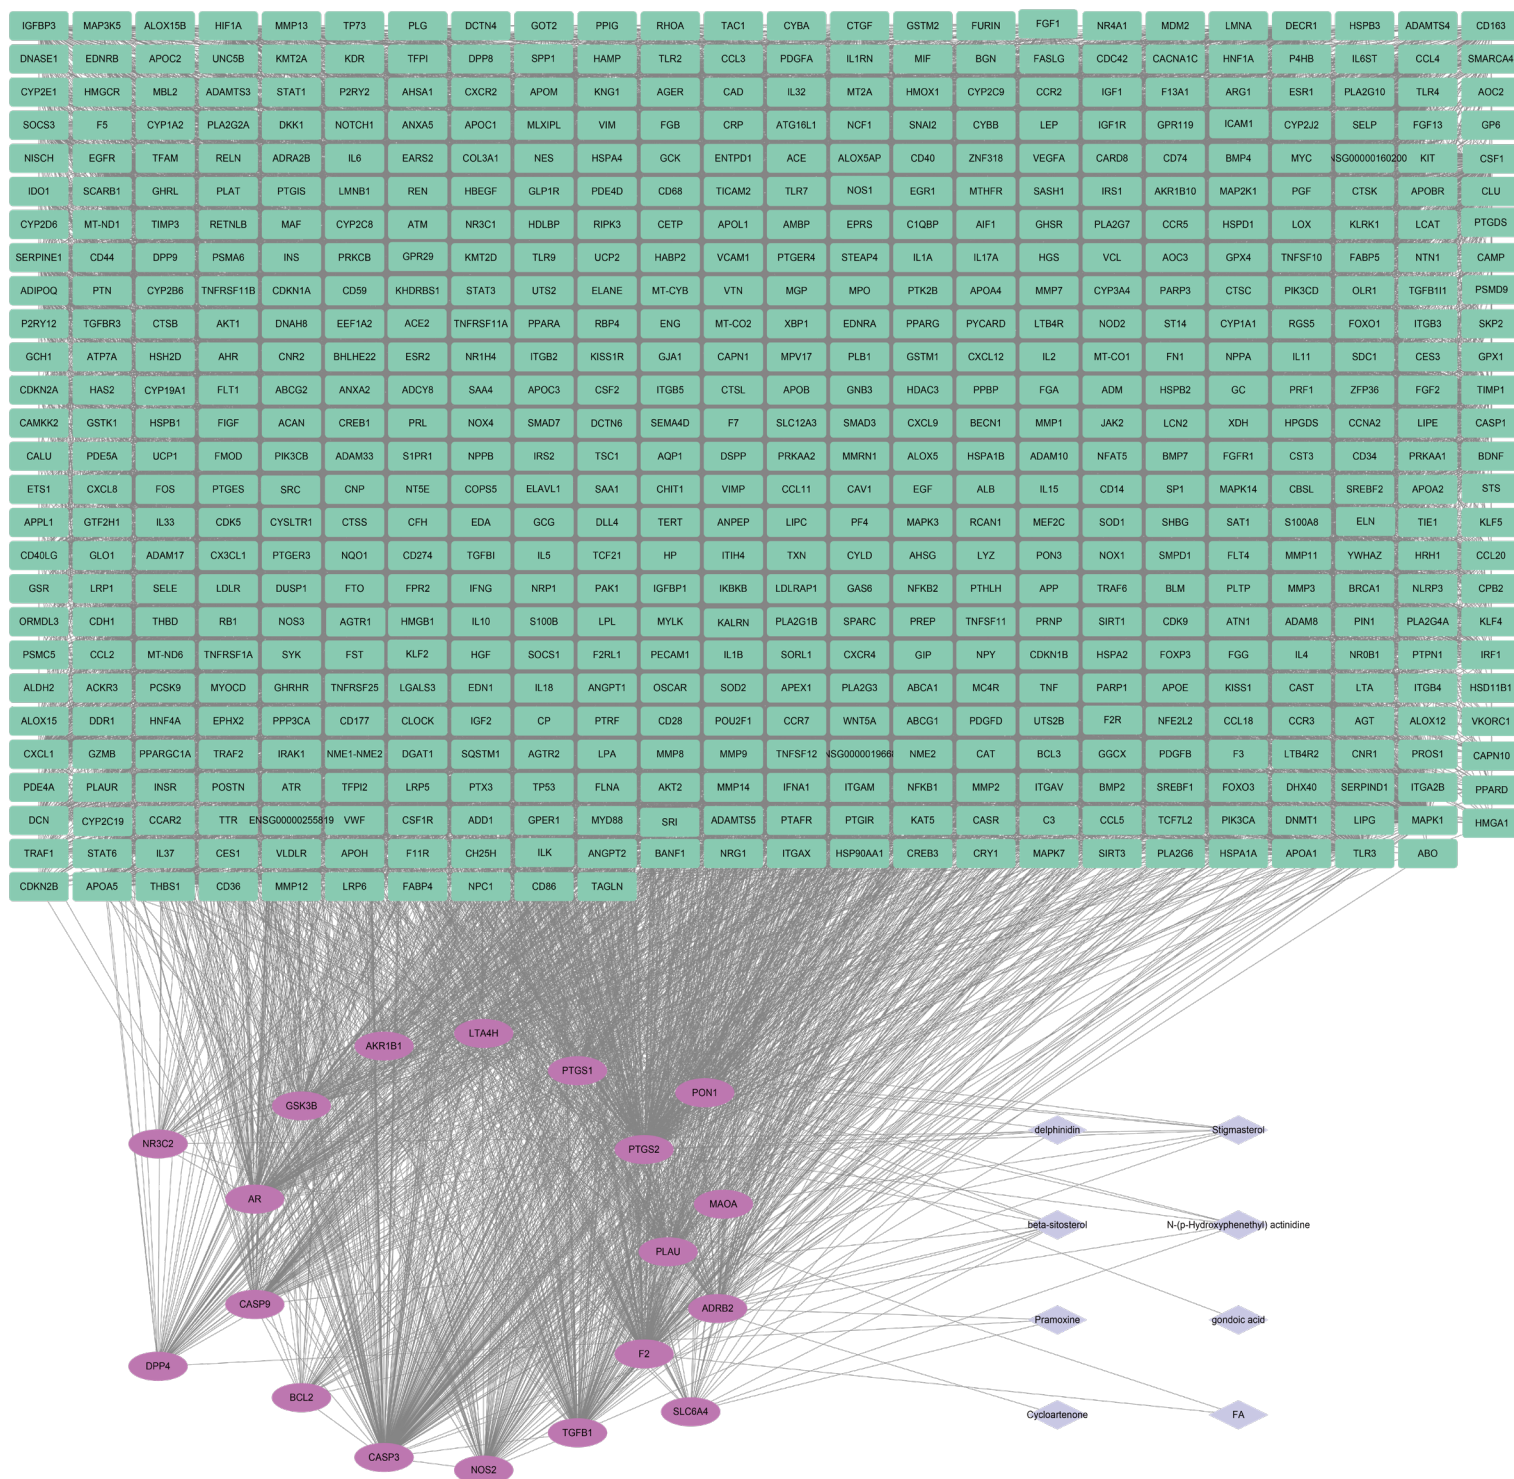 IGFBP3 MAP3K5 ALOX15B HIF1A MMP13 TP73 PLG DCTN4 GOT2 PPIG RHOA TAC1 CYBA CTGF GSTM2 FURIN FGF1 NR4A1 MDM2 LMNA DECR1 HSPB3 ADAMTS4 CD163
DNASE1 EDNRB APOC2 UNC5B KMT2A KDR TFPI DPP8 SPP1 HAMP TLR2 CCL3 PDGFA IL1RN MIF BGN FASLG CDC42 CACNA1C HNF1A P4HB IL6ST CCL4 SMARCA4
CYP2E1 HMGCR MBL2 ADAMTS3 STAT1 P2RY2 AHSA1 CXCR2 APOM KNG1 AGER CAD IL32 MT2A HMOX1 CYP2C9 CCR2 IGF1 F13A1 ARG1 ESR1 PLA2G10 TLR4 AOC2
SOCS3 F5 CYP1A2 PLA2G2A DKK1 NOTCH1 ANXA5 APOC1 MLXIPL VIM FGB CRP ATG16L1 NCF1 SNAI2 CYBB LEP IGF1R GPR119 ICAM1 CYP2J2 SELP FGF13 GP6
NISCH EGFR TFAM RELN ADRA2B IL6 EARS2 COL3A1 NES HSPA4 GCK ENTPD1 ACE ALOX5AP CD40 ZNF318 VEGFA CARD8 CD74 BMP4 MYC NSG00000160200 KIT CSF1
IDO1 SCARB1 GHRL PLAT PTGIS LMNB1 REN HBEGF GLP1R PDE4D CD68 TICAM2 TLR7 NOS1 EGR1 MTHFR SASH1 IRS1 AKR1B10 MAP2K1 PGF CTSK APOBR CLU
CYP2D6 MT-ND1 TIMP3 RETNLB MAF CYP2C8 ATM NR3C1 HDLBP RIPK3 CETP APOL1 AMBP EPRS C1QBP AIF1 GHSR PLA2G7 CCR5 HSPD1 LOX KLRK1 LCAT PTGDS
SERPINE1 CD44 DPP9 PSMA6 INS PRKCB GPR29 KMT2D TLR9 UCP2 HABP2 VCAM1 PTGER4 STEAP4 IL1A IL17A HGS VCL AOC3 GPX4 TNFSF10 FABP5 NTN1 CAMP
ADIPOQ PTN CYP2B6 TNFRSF11B CDKN1A CD59 KHDRBS1 STAT3 UTS2 ELANE MT-CYB VTN MGP MPO PTK2B APOA4 MMP7 CYP3A4 PARP3 CTSC PIK3CD OLR1 TGFB1I1 PSMD9
P2RY12 TGFBR3 CTSB AKT1 DNAH8 EEF1A2 ACE2 TNFRSF11A PPARA RBP4 ENG MT-CO2 XBP1 EDNRA PPARG PYCARD LTB4R NOD2 ST14 CYP1A1 RGS5 FOXO1 ITGB3 SKP2
GCH1 ATP7A HSH2D AHR CNR2 BHLHE22 ESR2 NR1H4 ITGB2 KISS1R GJA1 CAPN1 MPV17 PLB1 GSTM1 CXCL12 IL2 MT-CO1 FN1 NPPA IL11 SDC1 CES3 GPX1
CDKN2A HAS2 CYP19A1 FLT1 ABCG2 ANXA2 ADCY8 SAA4 APOC3 CSF2 ITGB5 CTSL APOB GNB3 HDAC3 PPBP FGA ADM HSPB2 GC PRF1 ZFP36 FGF2 TIMP1
CAMKK2 GSTK1 HSPB1 FIGF ACAN CREB1 PRL NOX4 SMAD7 DCTN6 SEMA4D F7 SLC12A3 SMAD3 CXCL9 BECN1 MMP1 JAK2 LCN2 XDH HPGDS CCNA2 LIPE CASP1
CALU PDE5A UCP1 FMOD PIK3CB ADAM33 S1PR1 NPPB IRS2 TSC1 AQP1 DSPP PRKAA2 MMRN1 ALOX5 HSPA1B ADAM10 NFAT5 BMP7 FGFR1 CST3 CD34 PRKAA1 BDNF
ETS1 CXCL8 FOS PTGES SRC CNP NT5E COPS5 ELAVL1 SAA1 CHIT1 VIMP CCL11 CAV1 EGF ALB IL15 CD14 SP1 MAPK14 CBSL SREBF2 APOA2 STS
APPL1 GTF2H1 IL33 CDK5 CYSLTR1 CTSS CFH EDA GCG DLL4 TERT ANPEP LIPC PF4 MAPK3 RCAN1 MEF2C SOD1 SHBG SAT1 S100A8 ELN TIE1 KLF5
CD40LG GLO1 ADAM17 CX3CL1 PTGER3 NQO1 CD274 TGFBI IL5 TCF21 HP ITIH4 TXN CYLD AHSG LYZ PON3 NOX1 SMPD1 FLT4 MMP11 YWHAZ HRH1 CCL20
GSR LRP1 SELE LDLR DUSP1 FTO FPR2 IFNG NRP1 PAK1 IGFBP1 IKBKB LDLRAP1 GAS6 NFKB2 PTHLH APP TRAF6 BLM PLTP MMP3 BRCA1 NLRP3 CPB2
ORMDL3 CDH1 THBD RB1 NOS3 AGTR1 HMGB1 IL10 S100B LPL MYLK KALRN PLA2G1B SPARC PREP TNFSF11 PRNP SIRT1 CDK9 ATN1 ADAM8 PIN1 PLA2G4A KLF4
PSMC5 CCL2 MT-ND6 TNFRSF1A SYK FST KLF2 HGF SOCS1 F2RL1 PECAM1 IL1B SORL1 CXCR4 GIP NPY CDKN1B HSPA2 FOXP3 FGG IL4 NR0B1 PTPN1 IRF1
ALDH2 ACKR3 PCSK9 MYOCD GHRHR TNFRSF25 LGALS3 EDN1 IL18 ANGPT1 OSCAR SOD2 APEX1 PLA2G3 ABCA1 MC4R TNF PARP1 APOE KISS1 CAST LTA ITGB4 HSD11B1
ALOX15 DDR1 HNF4A EPHX2 PPP3CA CD177 CLOCK IGF2 CP PTRF CD28 POU2F1 CCR7 WNT5A ABCG1 PDGFD UTS2B F2R NFE2L2 CCL18 CCR3 AGT ALOX12 VKORC1
CXCL1 GZMB PPARGC1A TRAF2 IRAK1 NME1-NME2 DGAT1 SQSTM1 AGTR2 LPA MMP8 MMP9 TNFSF12 NSG0000019668 NME2 CAT BCL3 GGCX PDGFB F3 LTB4R2 CNR1 PROS1 CAPN10
PDE4A PLAUR INSR POSTN ATR TFPI2 LRP5 PTX3 TP53 FLNA AKT2 MMP14 IFNA1 ITGAM NFKB1 MMP2 ITGAV BMP2 SREBF1 FOXO3 DHX40 SERPIND1 ITGA2B PPARD
DCN CYP2C19 CCAR2 TTR ENSG00000255819 VWF CSF1R ADD1 GPER1 MYD88 SRI ADAMTS5 PTAFR PTGIR KAT5 CASR C3 CCL5 TCF7L2 PIK3CA DNMT1 LIPG MAPK1 HMGA1
TRAF1 STAT6 IL37 CES1 VLDLR APOH F11R CH25H ILK ANGPT2 BANF1 NRG1 ITGAX HSP90AA1 CREB3 CRY1 MAPK7 SIRT3 PLA2G6 HSPA1A APOA1 TLR3 ABO
CDKN2B APOA5 THBS1 CD36 MMP12 LRP6 FABP4 NPC1 CD86 TAGLN
LTA4H
AKR1B1
PTGS1
PON1
GSK3B
delphinidin Stigmasterol
NR3C2
PTGS2
AR
MAOA
beta-sitosterol N-(p-Hydroxyphenethyl) actinidine
PLAU
CASP9
ADRB2
Pramoxine gondoic acid
F2
DPP4
BCL2
SLC6A4
Cycloartenone FA
TGFB1
CASP3
NOS2